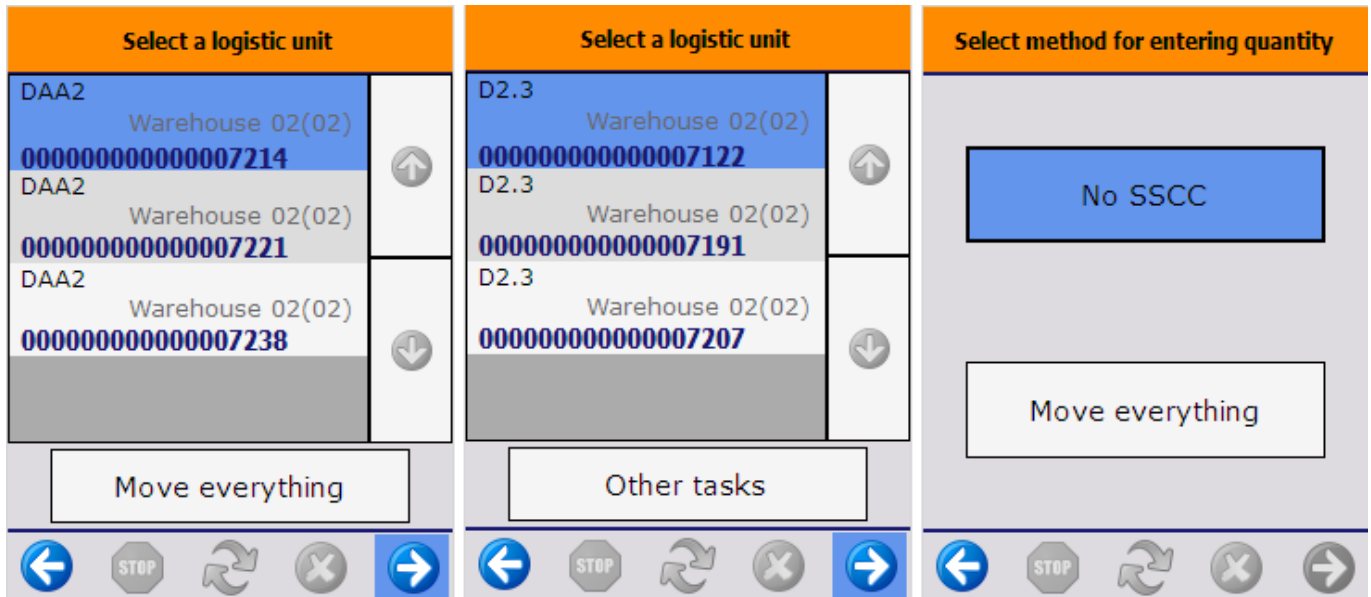 Select a logistic unit
DAA2
Warehouse 02(02)
000000000000007214
DAA2
Warehouse 02(02)
000000000000007221
DAA2
Warehouse 02(02)
000000000000007238
Move everything
STOP
Select a logistic unit
D2.3
Warehouse 02(02)
000000000000007122
D2.3
Warehouse 02(02)
000000000000007191
D2.3
Warehouse 02(02)
000000000000007207
Other tasks
STOP
Select method for entering quantity
No SSCC
Move everything
STOP